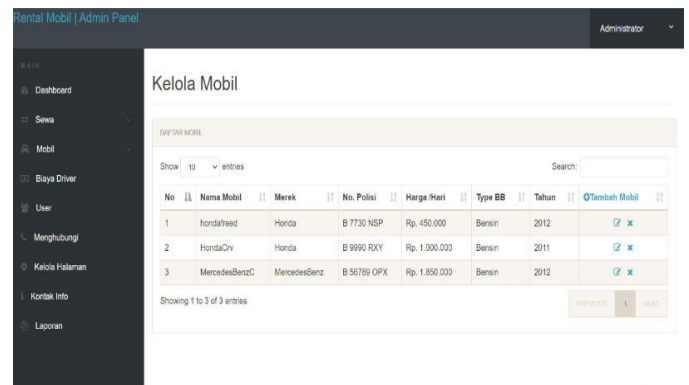 Rental Mobil | Admin Panel
Administrator
MAIN
Dashboard
Sewa
Mobil
Biaya Driver
User
Menghubungi
Kelola Halaman
Kontak Info
Laporan
Kelola Mobil
DAFTAR MOBIL
Show 10 entries Search:
No Nama Mobil Merek No. Polisi Harga /Hari Type BB Tahun Tambah Mobil
1 hondafreed Honda B 7730 NSP Rp. 450.000 Bensin 2012
2 HondaCrv Honda B 9990 RXY Rp. 1.000.000 Bensin 2011
3 MercedesBenzC MercedesBenz B 56789 OPX Rp. 1.850.000 Bensin 2012
Showing 1 to 3 of 3 entries
PREVIOUS 1 NEXT